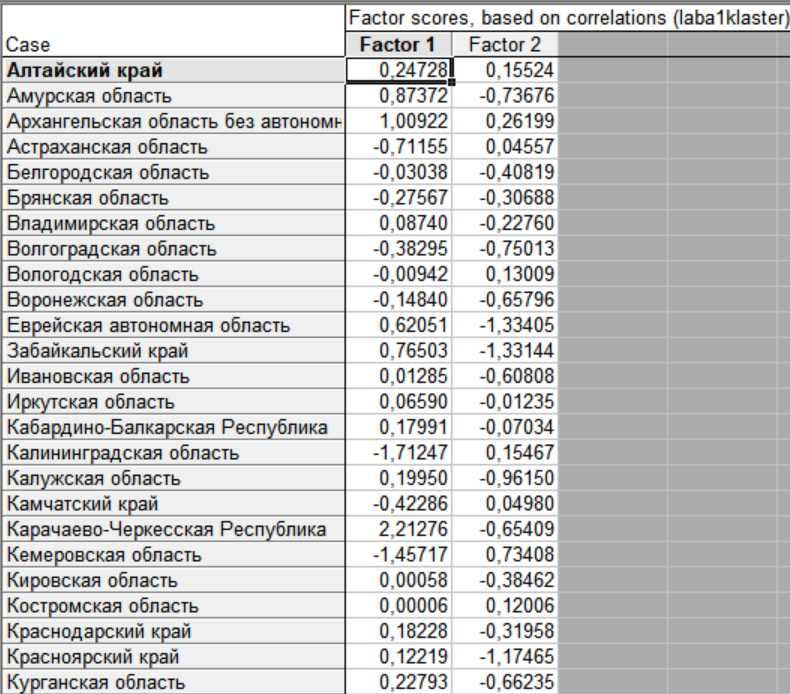 Factor scores, based on correlations (laba1klaster)
Case Factor 1 Factor 2
Алтайский край 0,24728 0,15524
Амурская область 0,87372 -0,73676
Архангельская область без автономн 1,00922 0,26199
Астраханская область -0,71155 0,04557
Белгородская область -0,03038 -0,40819
Брянская область -0,27567 -0,30688
Владимирская область 0,08740 -0,22760
Волгоградская область -0,38295 -0,75013
Вологодская область -0,00942 0,13009
Воронежская область -0,14840 -0,65796
Еврейская автономная область 0,62051 -1,33405
Забайкальский край 0,76503 -1,33144
Ивановская область 0,01285 -0,60808
Иркутская область 0,06590 -0,01235
Кабардино-Балкарская Республика 0,17991 -0,07034
Калининградская область -1,71247 0,15467
Калужская область 0,19950 -0,96150
Камчатский край -0,42286 0,04980
Карачаево-Черкесская Республика 2,21276 -0,65409
Кемеровская область -1,45717 0,73408
Кировская область 0,00058 -0,38462
Костромская область 0,00006 0,12006
Краснодарский край 0,18228 -0,31958
Красноярский край 0,12219 -1,17465
Курганская область 0,22793 -0,66235